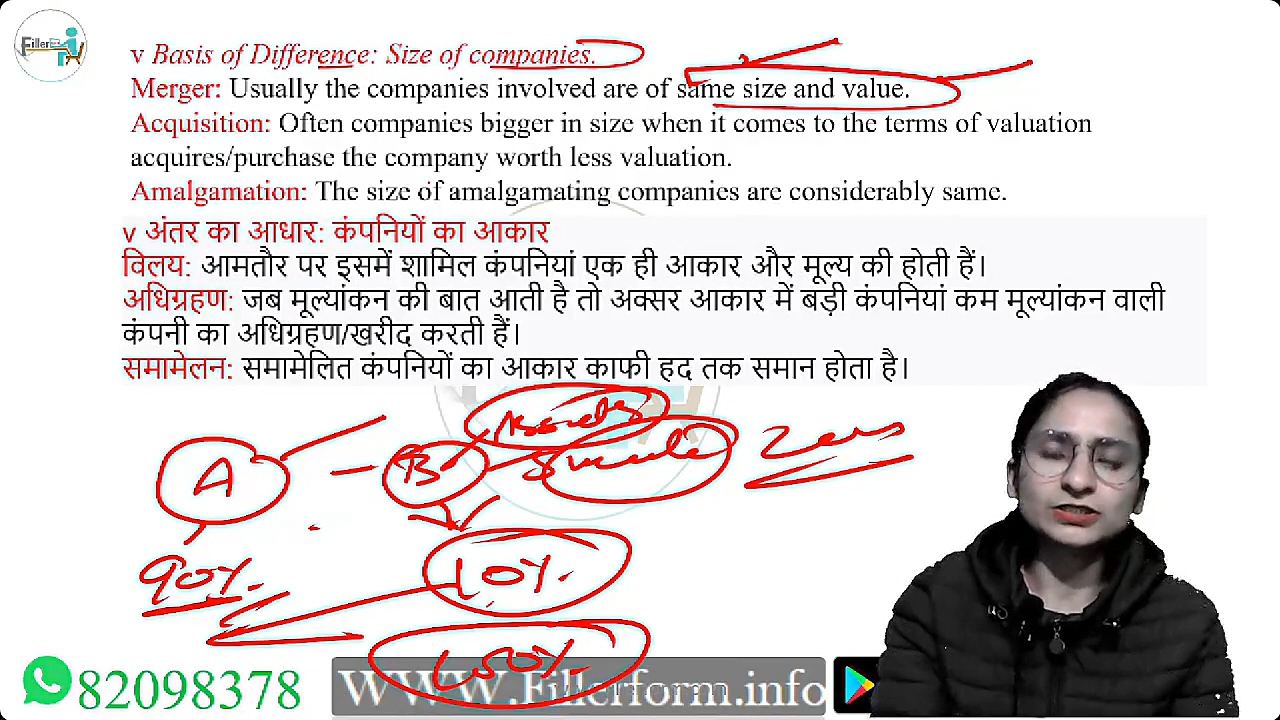 Filler
v Basis of Difference: Size of companies.
Merger: Usually the companies involved are of same size and value.
Acquisition: Often companies bigger in size when it comes to the terms of valuation
acquires/purchase the company worth less valuation.
Amalgamation: The size of amalgamating companies are considerably same.
v अंतर का आधार: कंपनियों का आकार
विलय: आमतौर पर इसमें शामिल कंपनियां एक ही आकार और मूल्य की होती हैं।
अधिग्रहण: जब मूल्यांकन की बात आती है तो अक्सर आकार में बड़ी कंपनियां कम मूल्यांकन वाली
कंपनी का अधिग्रहण/खरीद करती हैं।
समामेलन: समामेलित कंपनियों का आकार काफी हद तक समान होता है।
A - B
90% 10%
82098378 WWW.Fillerform.info